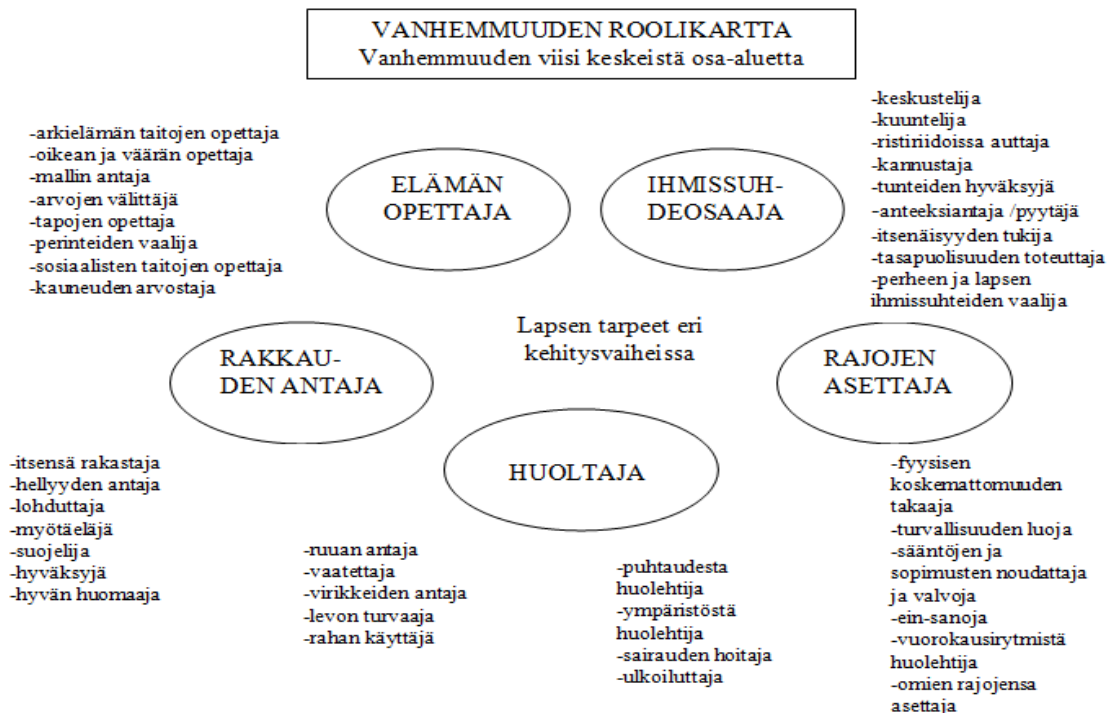 VANHEMMUUDEN ROOLIKARTTA
Vanhemmuuden viisi keskeistä osa-aluetta
-arkielämän taitojen opettaja
-oikean ja väärän opettaja
-mallin antaja
-arvojen välittäjä
-tapojen opettaja
-perinteiden vaalija
-sosiaalisten taitojen opettaja
-kauneuden arvostaja
ELÄMÄN
OPETTAJA
IHMISSUH-
DEOSAAJA
-keskustelija
-kuuntelija
-ristiriidoissa auttaja
-kannustaja
-tunteiden hyväksyjä
-anteeksiantaja /pyytäjä
-itsenäisyyden tukija
-tasapuolisuuden toteuttaja
-perheen ja lapsen
ihmissuhteiden vaalija
Lapsen tarpeet eri
kehitysvaiheissa
RAKKAU-
DEN ANTAJA
-itsensä rakastaja
-hellyyden antaja
-lohduttaja
-myötäeläjä
-suojelija
-hyväksyjä
-hyvän huomaaja
HUOLTAJA
-ruuan antaja
-vaatettaja
-virikkeiden antaja
-levon turvaaja
-rahan käyttäjä
-puhtaudesta
huolehtija
-ympäristöstä
huolehtija
-sairauden hoitaja
-ulkoiluttaja
RAJOJEN
ASETTAJA
-fyysisen
koskemattomuuden
takaaja
-turvallisuuden luoja
-sääntöjen ja
sopimusten noudattaja
ja valvoja
-ein-sanoja
-vuorokausirytmistä
huolehtija
-omien rajojensa
asettaja